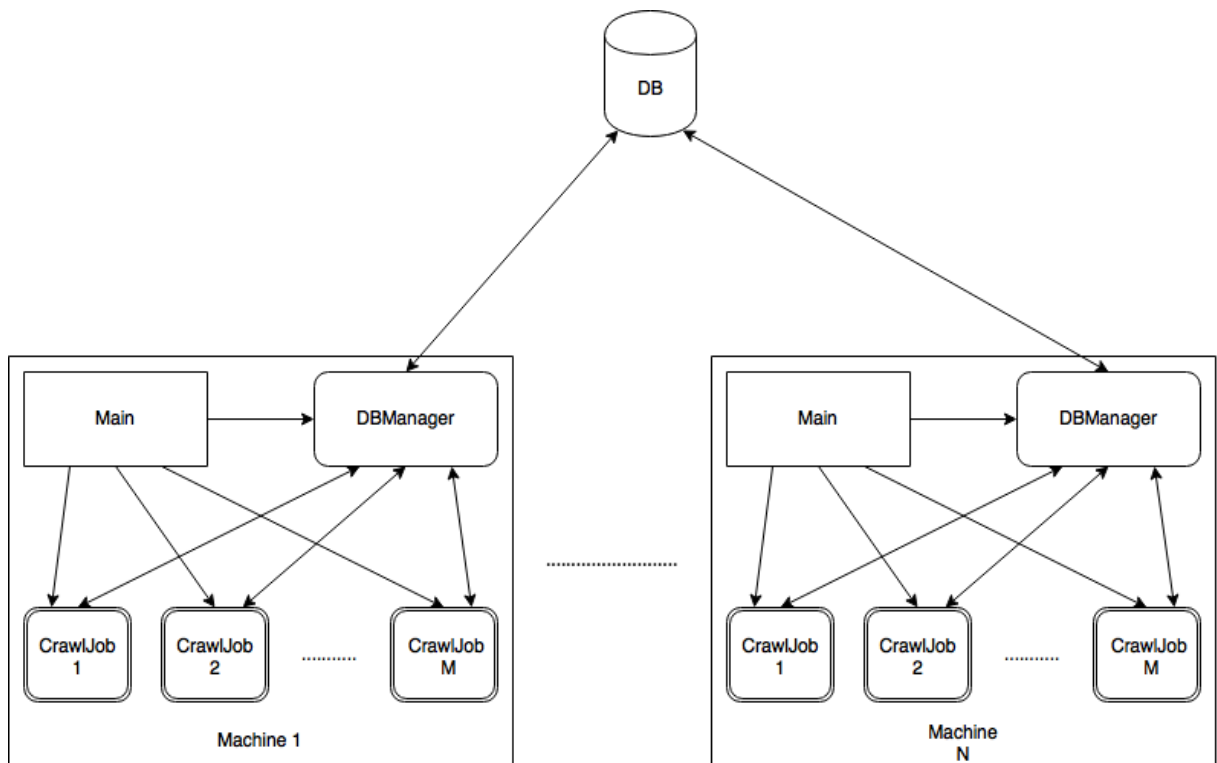 DB
Main
DBManager
CrawlJob
1
CrawlJob
2
...........
CrawlJob
M
Machine 1
..........................
Main
DBManager
CrawlJob
1
CrawlJob
2
...........
CrawlJob
M
Machine
N